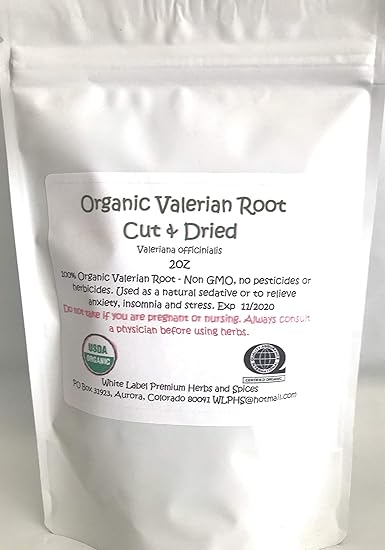 Organic Valerian Root
Cut & Dried
Valeriana officinialis
2OZ
100% Organic Valerian Root - Non GMO, no pesticides or
herbicides. Used as a natural sedative or to relieve
anxiety, insomnia and stress. Exp 11/2020
Do not take if you are pregnant or nursing. Always consult
a physician before using herbs.
USDA
ORGANIC
CERTIFIED ORGANIC
White Label Premium Herbs and Spices
PO Box 31923, Aurora, Colorado 80041 WLPHS@hotmail.com